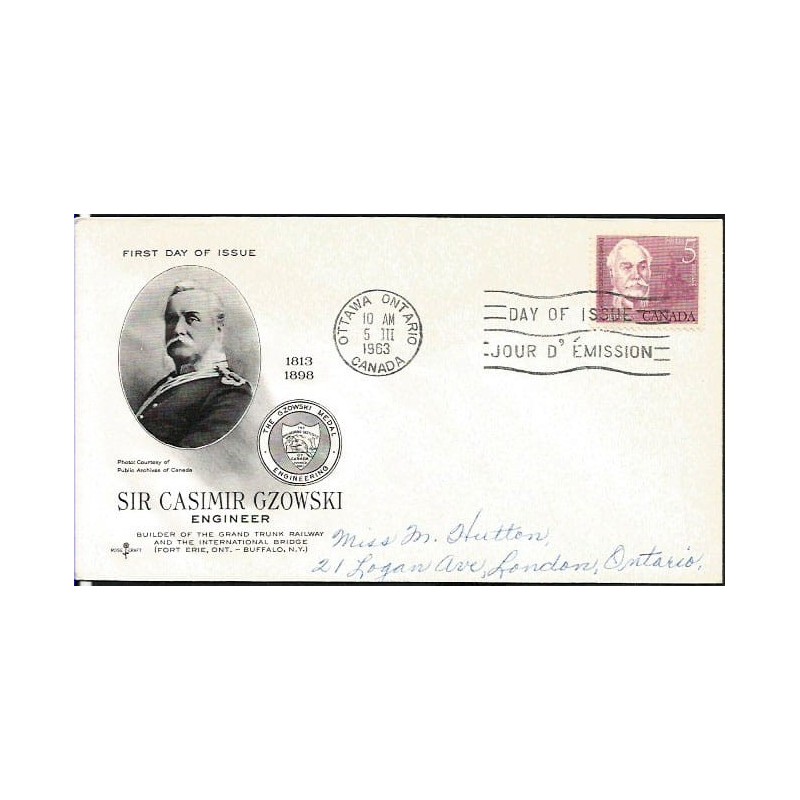 FIRST DAY OF ISSUE
1813
1898
THE GZOWSKI MEDAL
ENGINEERING
Photo: Courtesy of
Public Archives of Canada
SIR CASIMIR GZOWSKI
ENGINEER
BUILDER OF THE GRAND TRUNK RAILWAY
AND THE INTERNATIONAL BRIDGE
(FORT ERIE, ONT. – BUFFALO, N.Y.)
ROSE CRAFT
OTTAWA ONTARIO
10 AM
5 III
1963
CANADA
5
CANADA
DAY OF ISSUE
JOUR D' ÉMISSION
Miss M. Hutton,
21 Logan Ave, London, Ontario.